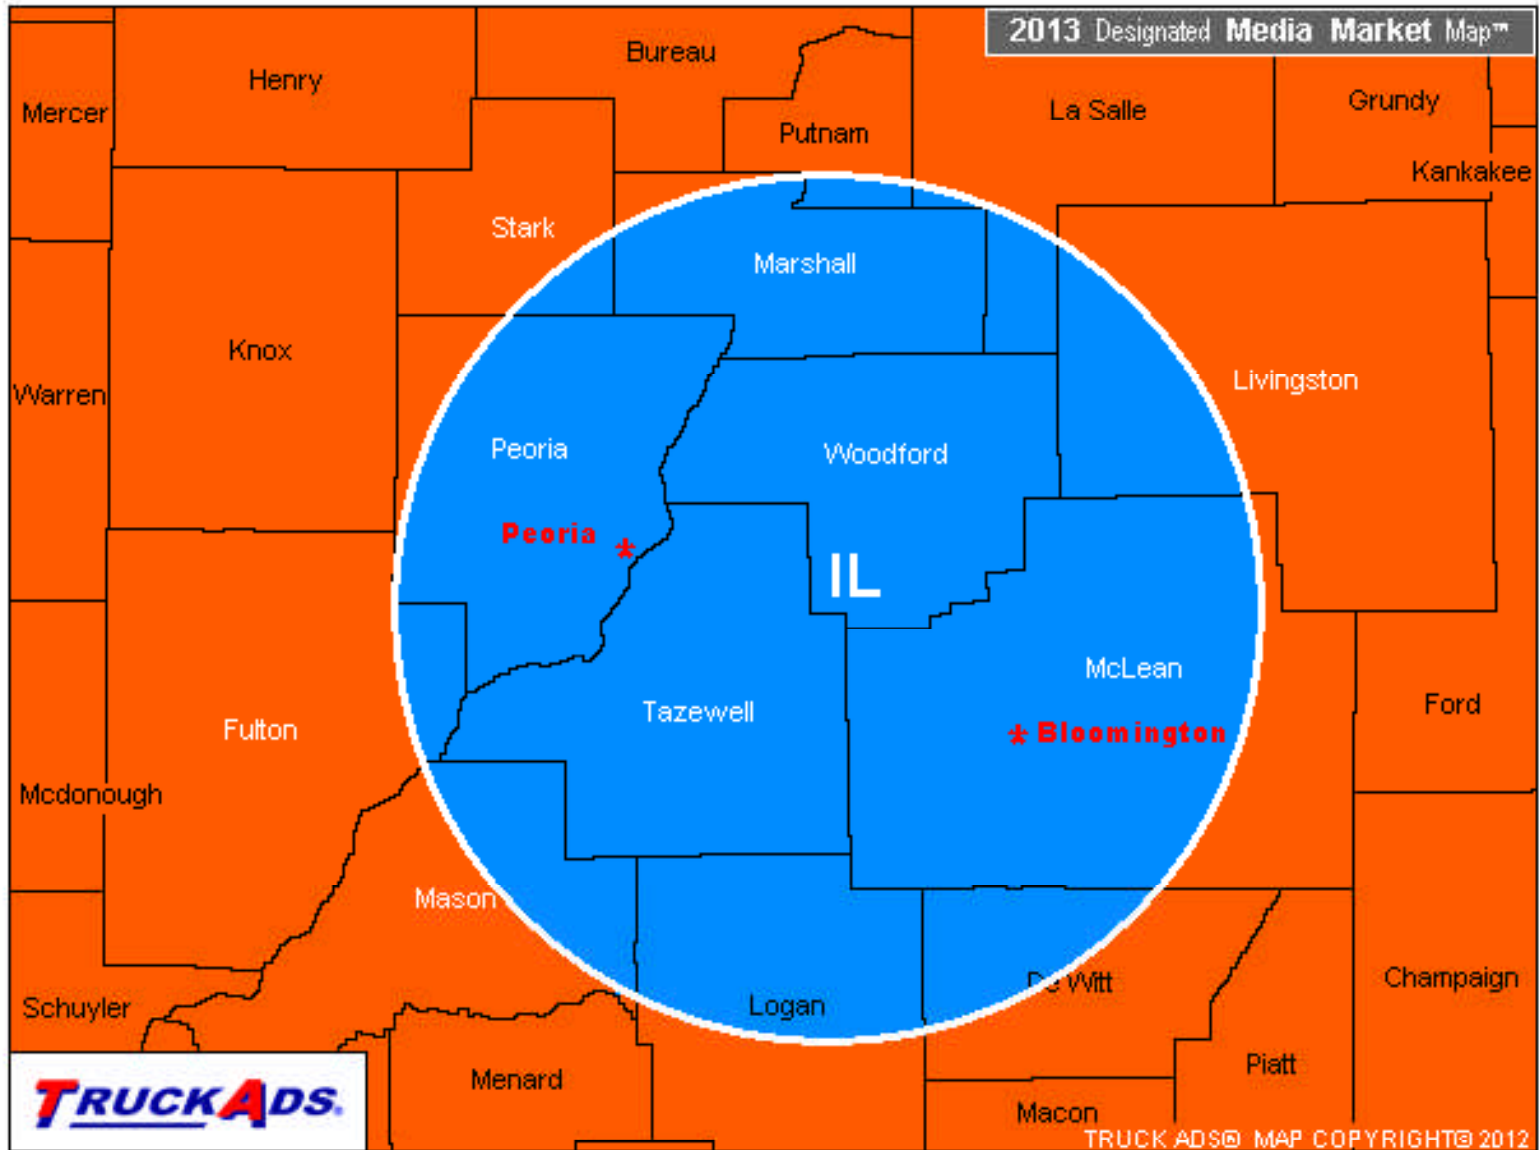 2013 Designated Media Market Map™
Bureau
Henry
La Salle
Grundy
Mercer
Putnam
Kankakee
Stark
Marshall
Knox
Livingston
Warren
Peoria
Woodford
Peoria *
IL
McLean
Tazewell
Ford
Fulton
* Bloomington
Mcdonough
Mason
Champaign
De Witt
Schuyler
Logan
Piatt
Menard
TRUCKADS.
Macon
TRUCK ADS® MAP COPYRIGHT© 2012